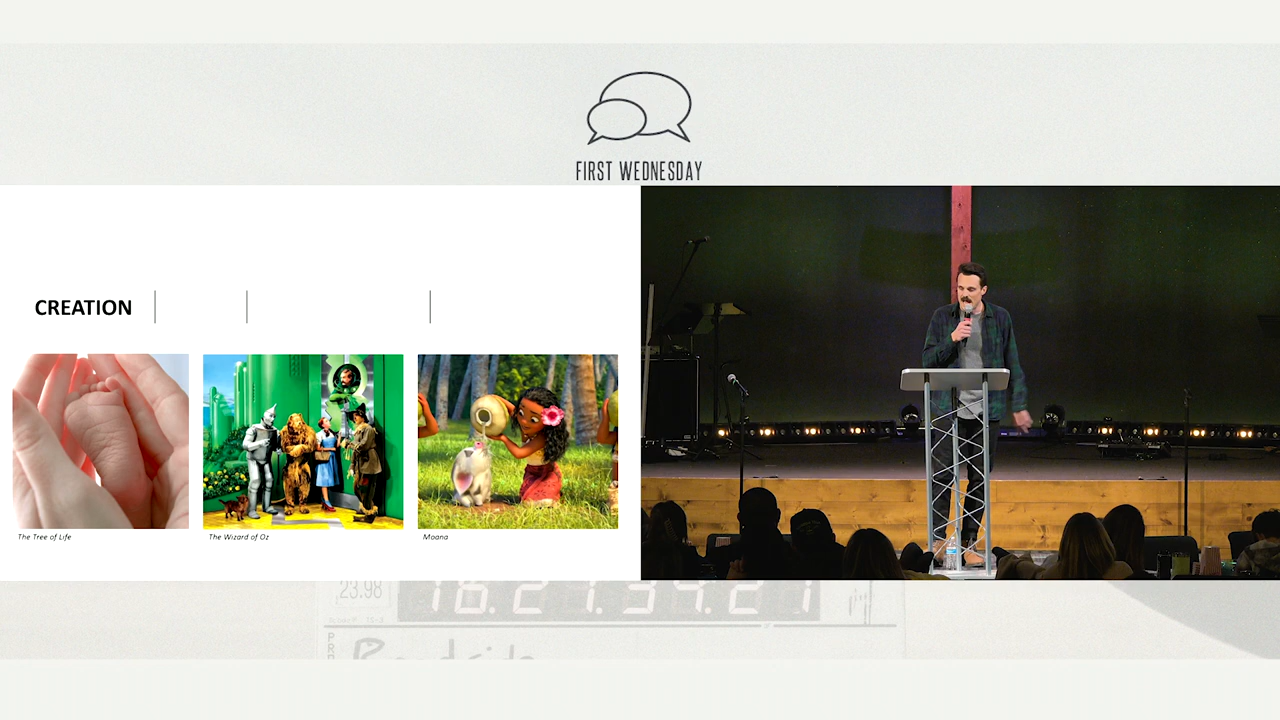 FIRST WEDNESDAY
CREATION
The Tree of Life
The Wizard of Oz
Moana
23.98